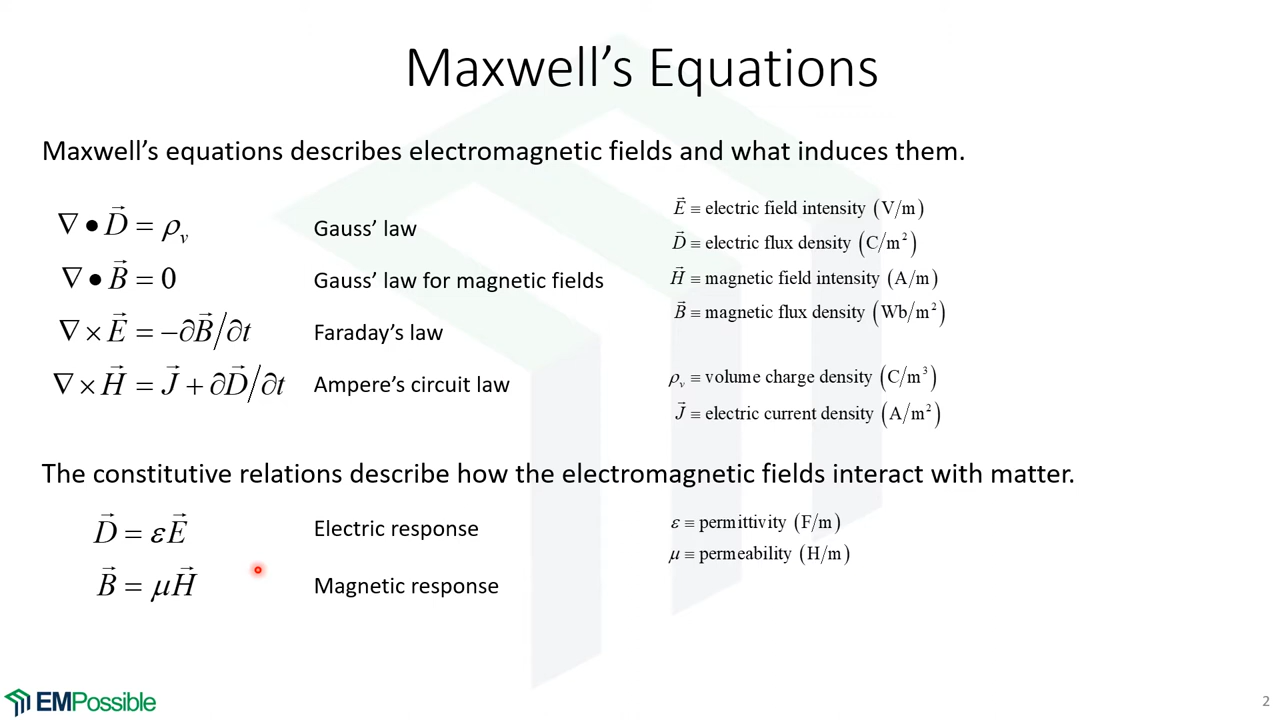 Maxwell's Equations
Maxwell's equations describes electromagnetic fields and what induces them.
∇ • D⃗ = ρᵥ Gauss' law
∇ • B⃗ = 0 Gauss' law for magnetic fields
∇ × E⃗ = −∂B⃗/∂t Faraday's law
∇ × H⃗ = J⃗ + ∂D⃗/∂t Ampere's circuit law
E⃗ ≡ electric field intensity (V/m)
D⃗ ≡ electric flux density (C/m²)
H⃗ ≡ magnetic field intensity (A/m)
B⃗ ≡ magnetic flux density (Wb/m²)
ρᵥ ≡ volume charge density (C/m³)
J⃗ ≡ electric current density (A/m²)
The constitutive relations describe how the electromagnetic fields interact with matter.
D⃗ = εE⃗ Electric response
B⃗ = μH⃗ Magnetic response
ε ≡ permittivity (F/m)
μ ≡ permeability (H/m)
EMPossible
2